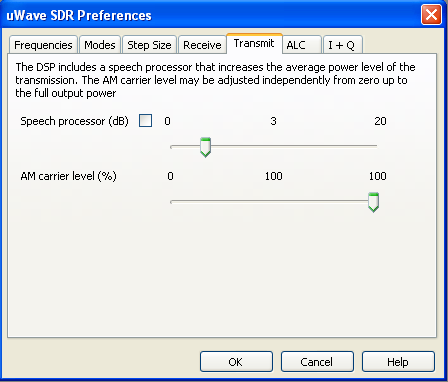 uWave SDR Preferences
Frequencies Modes Step Size Receive Transmit ALC I + Q
The DSP includes a speech processor that increases the average power level of the
transmission. The AM carrier level may be adjusted independently from zero up to
the full output power
Speech processor (dB) 0 3 20
AM carrier level (%) 0 100 100
OK Cancel Help